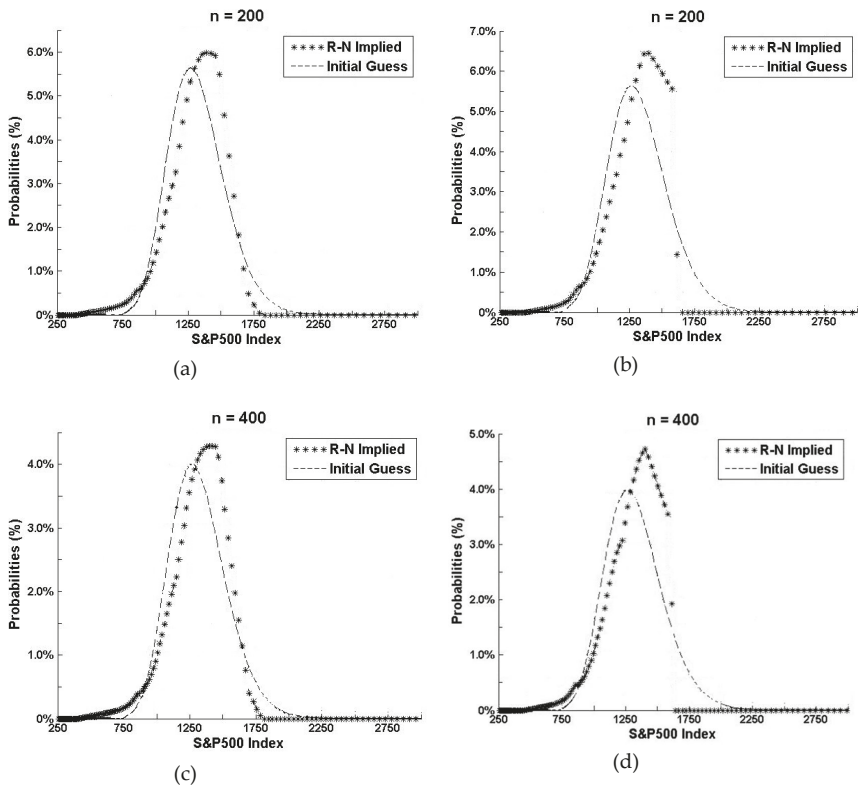 n = 200
6.0%
5.0%
4.0%
3.0%
2.0%
1.0%
0%
Probabilities (%)
R-N Implied
Initial Guess
250 750 1250 1750 2250 2750
S&P500 Index
(a)
n = 200
7.0%
6.0%
5.0%
4.0%
3.0%
2.0%
1.0%
0%
Probabilities (%)
R-N Implied
Initial Guess
250 750 1250 1750 2250 2750
S&P500 Index
(b)
n = 400
4.0%
3.0%
2.0%
1.0%
0%
Probabilities (%)
R-N Implied
Initial Guess
250 750 1250 1750 2250 2750
S&P500 Index
(c)
n = 400
5.0%
4.0%
3.0%
2.0%
1.0%
0%
Probabilities (%)
R-N Implied
Initial Guess
250 750 1250 1750 2250 2750
S&P500 Index
(d)